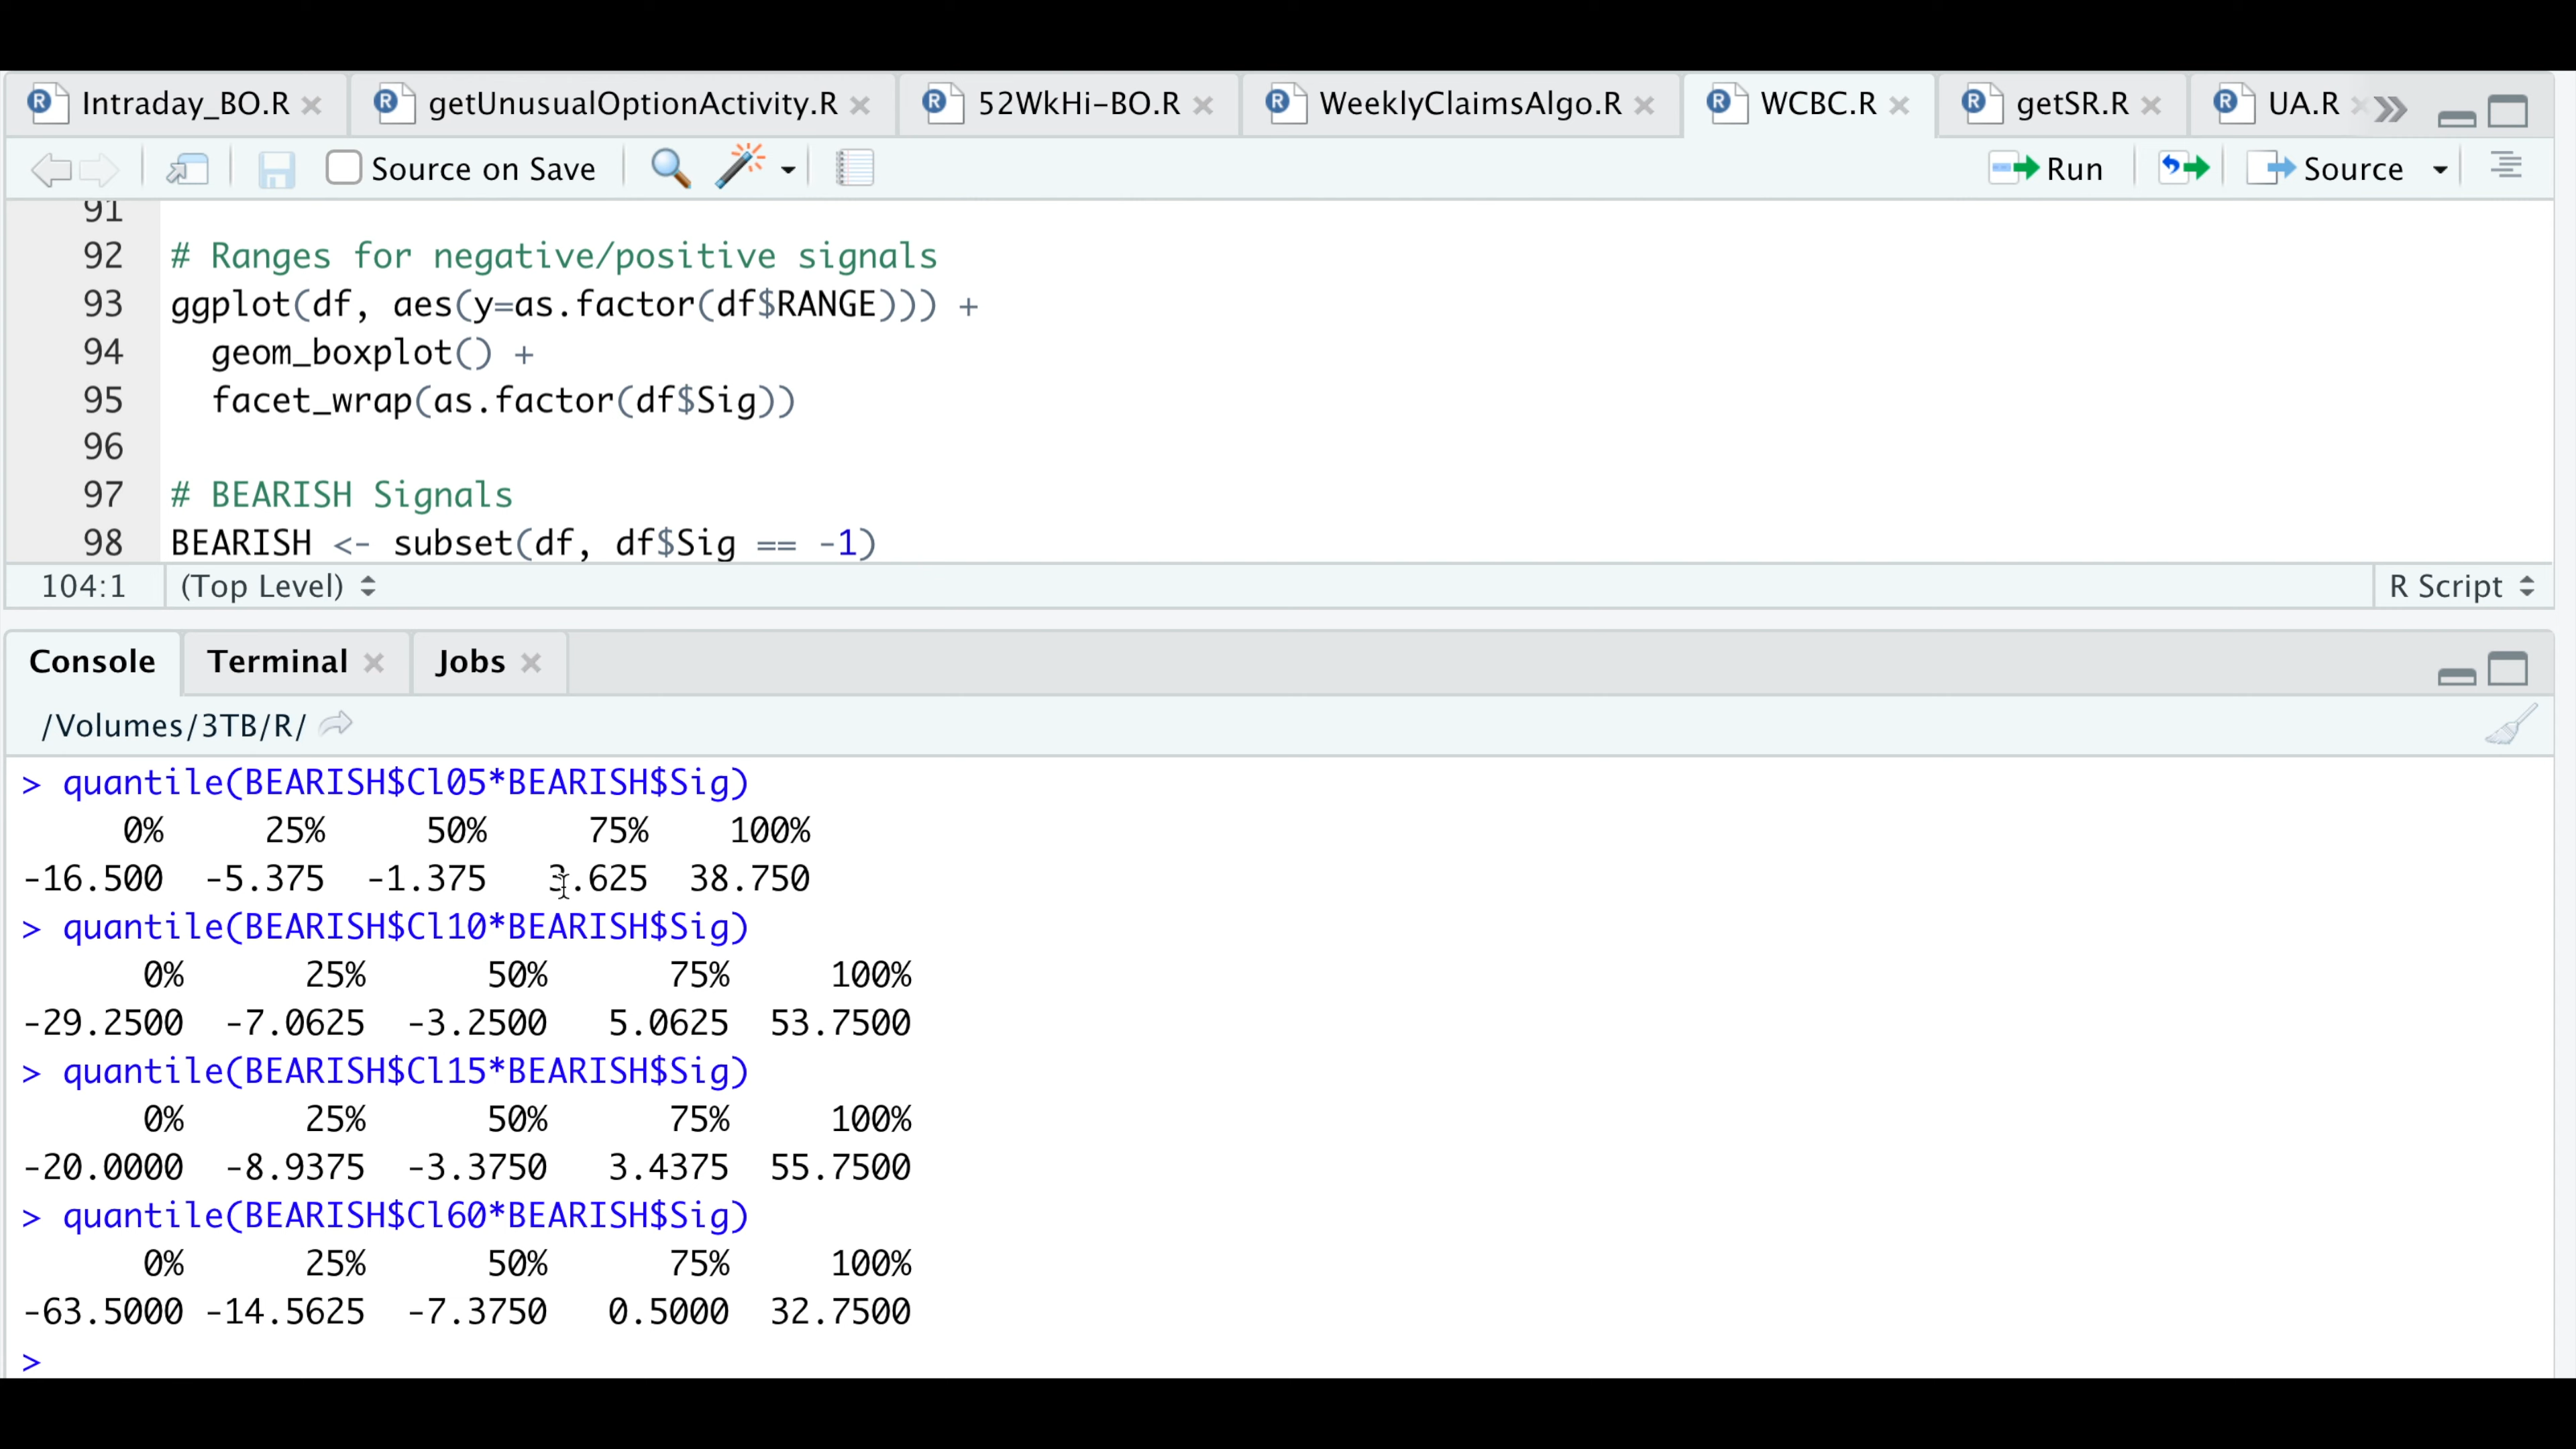 Intraday_BO.R getUnusualOptionActivity.R 52WkHi-BO.R WeeklyClaimsAlgo.R WCBC.R getSR.R UA.R
Source on Save Run Source
91
92 # Ranges for negative/positive signals
93 ggplot(df, aes(y=as.factor(df$RANGE))) +
94 geom_boxplot() +
95 facet_wrap(as.factor(df$Sig))
96
97 # BEARISH Signals
98 BEARISH <- subset(df, df$Sig == -1)
104:1 (Top Level) R Script
Console Terminal Jobs
/Volumes/3TB/R/
> quantile(BEARISH$Cl05*BEARISH$Sig)
0% 25% 50% 75% 100%
-16.500 -5.375 -1.375 3.625 38.750
> quantile(BEARISH$Cl10*BEARISH$Sig)
0% 25% 50% 75% 100%
-29.2500 -7.0625 -3.2500 5.0625 53.7500
> quantile(BEARISH$Cl15*BEARISH$Sig)
0% 25% 50% 75% 100%
-20.0000 -8.9375 -3.3750 3.4375 55.7500
> quantile(BEARISH$Cl60*BEARISH$Sig)
0% 25% 50% 75% 100%
-63.5000 -14.5625 -7.3750 0.5000 32.7500
>